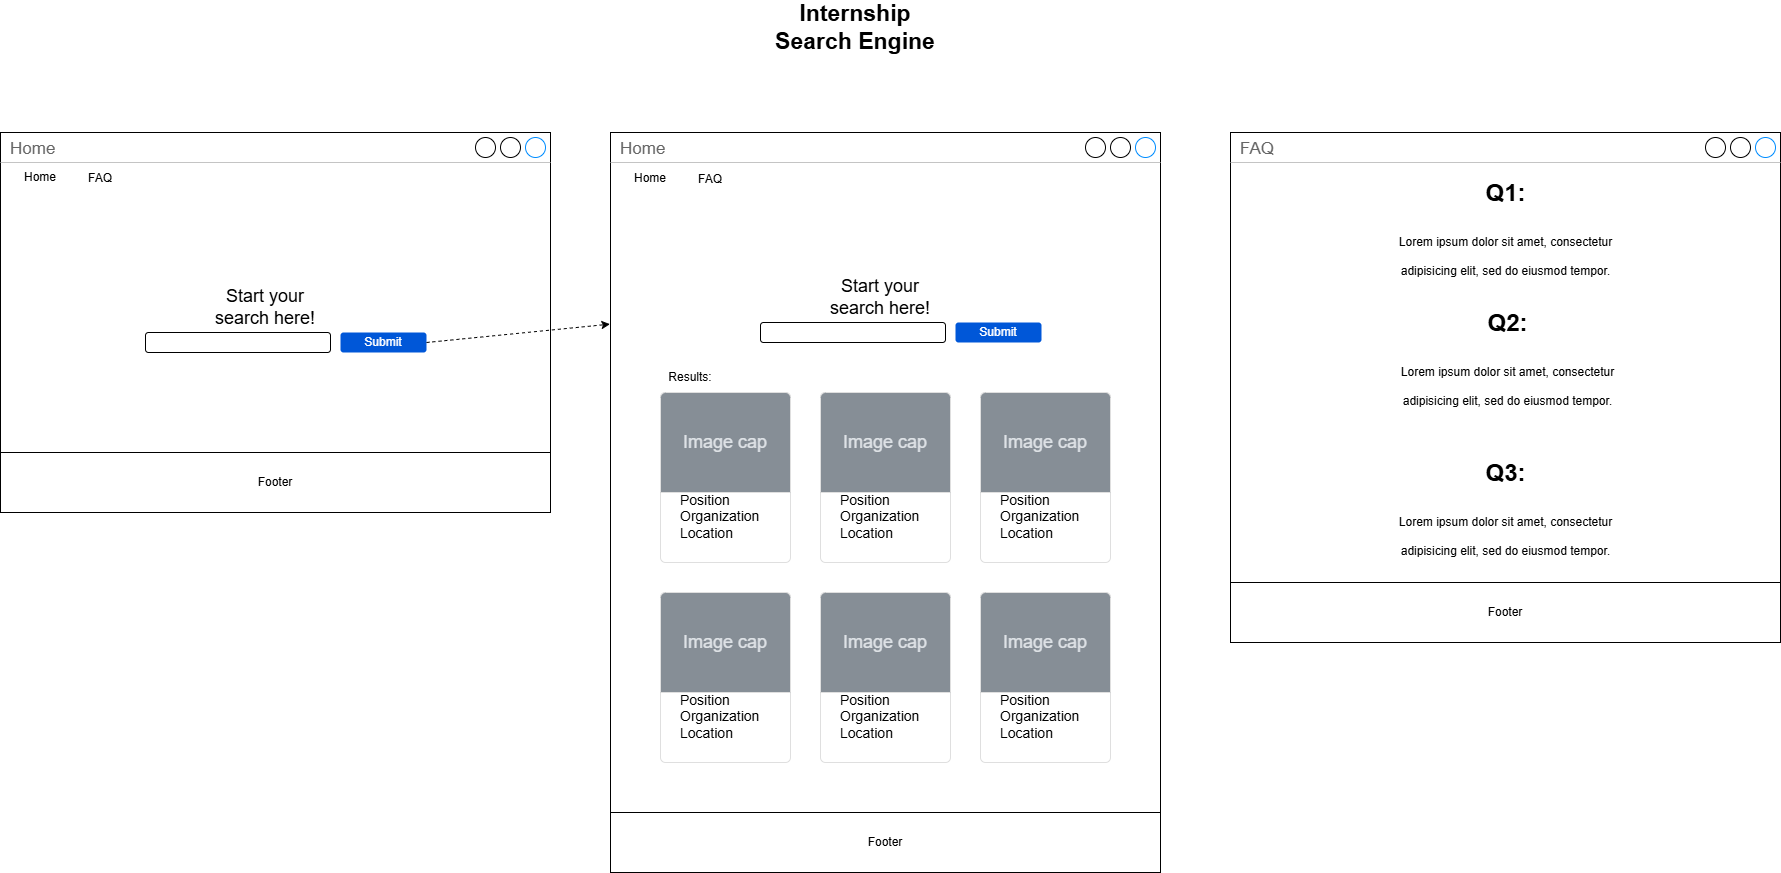 Internship
Search Engine
Home
Home FAQ
Start your
search here!
Submit
Footer
Home
Home FAQ
Start your
search here!
Submit
Results:
Image cap Image cap Image cap
Position Position Position
Organization Organization Organization
Location Location Location
Image cap Image cap Image cap
Position Position Position
Organization Organization Organization
Location Location Location
Footer
FAQ
Q1:
Lorem ipsum dolor sit amet, consectetur
adipisicing elit, sed do eiusmod tempor.
Q2:
Lorem ipsum dolor sit amet, consectetur
adipisicing elit, sed do eiusmod tempor.
Q3:
Lorem ipsum dolor sit amet, consectetur
adipisicing elit, sed do eiusmod tempor.
Footer